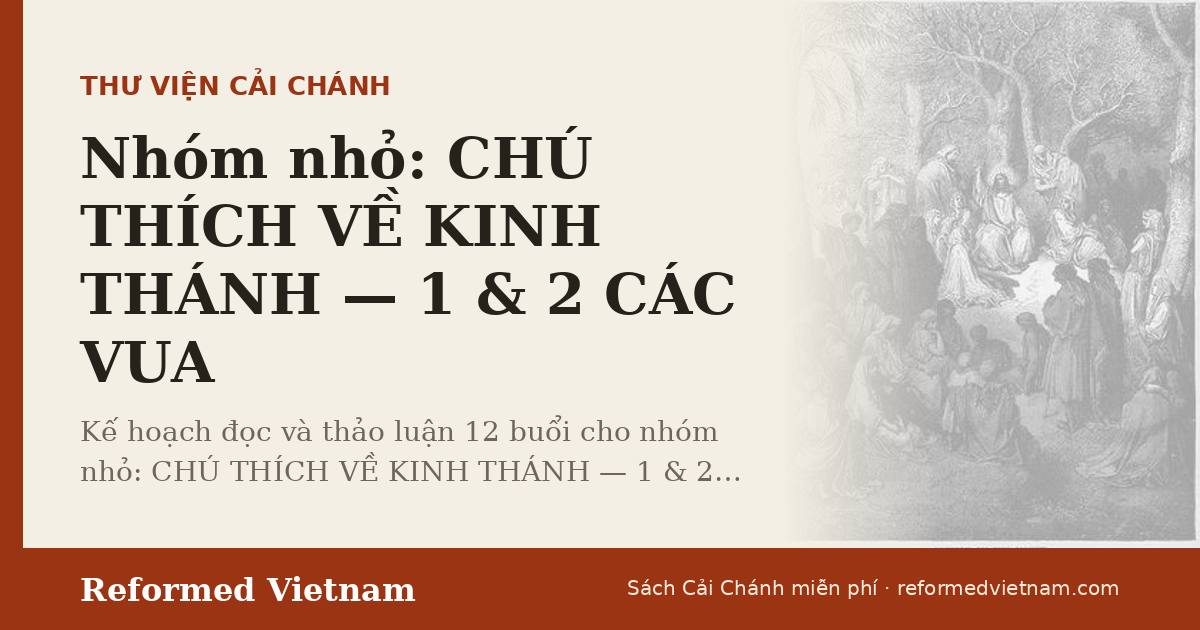 THƯ VIỆN CẢI CHÁNH
Nhóm nhỏ: CHÚ
THÍCH VỀ KINH
THÁNH — 1 & 2 CÁC
VUA
Kế hoạch đọc và thảo luận 12 buổi cho nhóm
nhỏ: CHÚ THÍCH VỀ KINH THÁNH — 1 & 2...
Reformed Vietnam
Sách Cải Chánh miễn phí · reformedvietnam.com